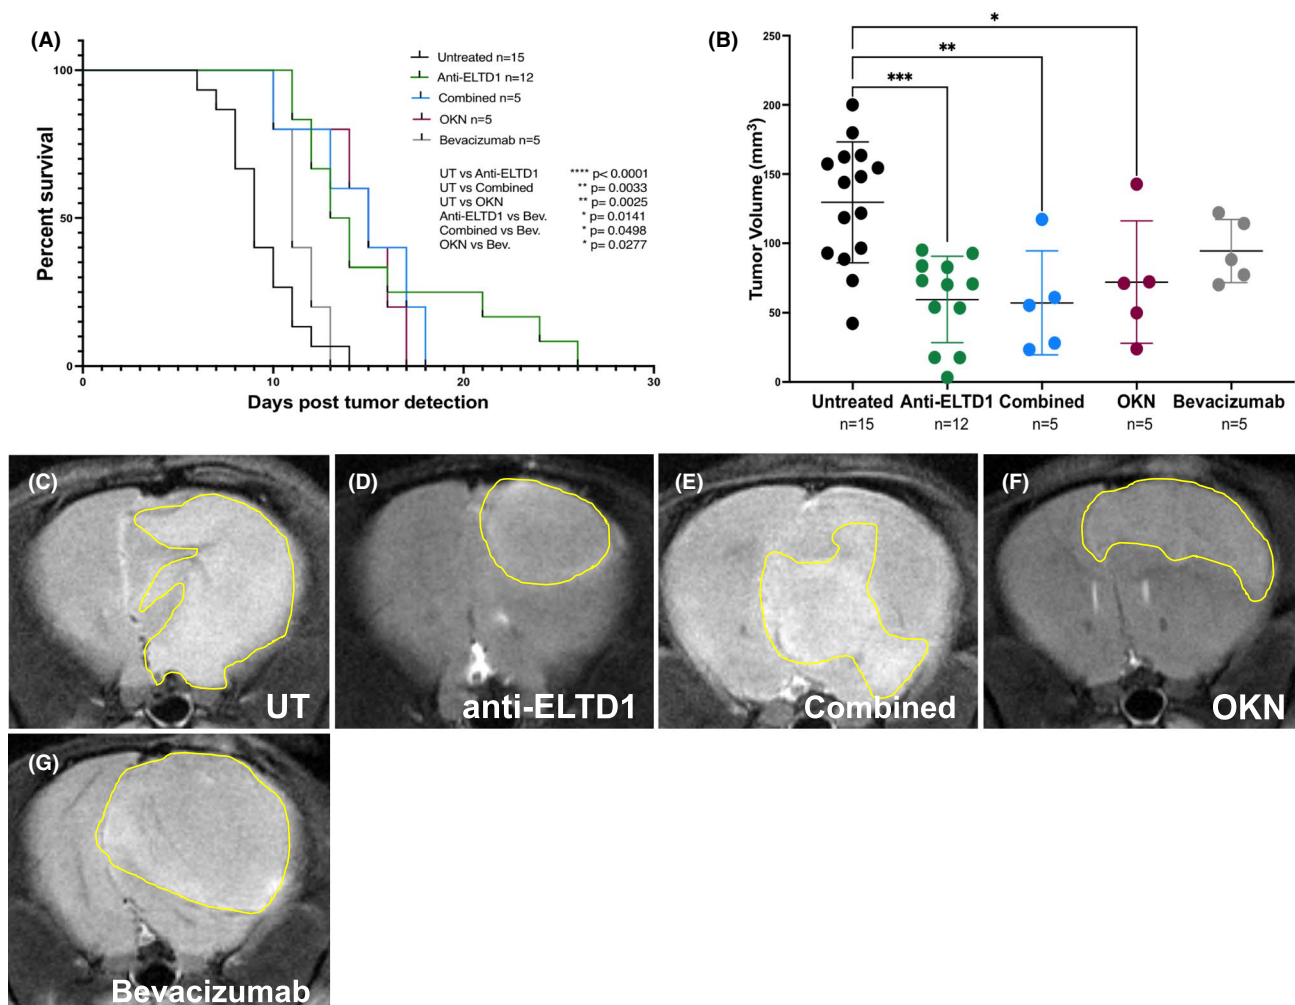 (A)
Percent survival
100
50
0
0
10
20
30
Days post tumor detection
Untreated n=15
Anti-ELTD1 n=12
Combined n=5
OKN n=5
Bevacizumab n=5
UT vs Anti-ELTD1 **** p< 0.0001
UT vs Combined ** p= 0.0033
UT vs OKN ** p= 0.0025
Anti-ELTD1 vs Bev. * p= 0.0141
Combined vs Bev. * p= 0.0498
OKN vs Bev. * p= 0.0277
(B)
Tumor Volume (mm³)
250
200
150
100
50
0
*
**
***
Untreated Anti-ELTD1 Combined OKN Bevacizumab
n=15 n=12 n=5 n=5 n=5
(C)
UT
(D)
anti-ELTD1
(E)
Combined
(F)
OKN
(G)
Bevacizumab